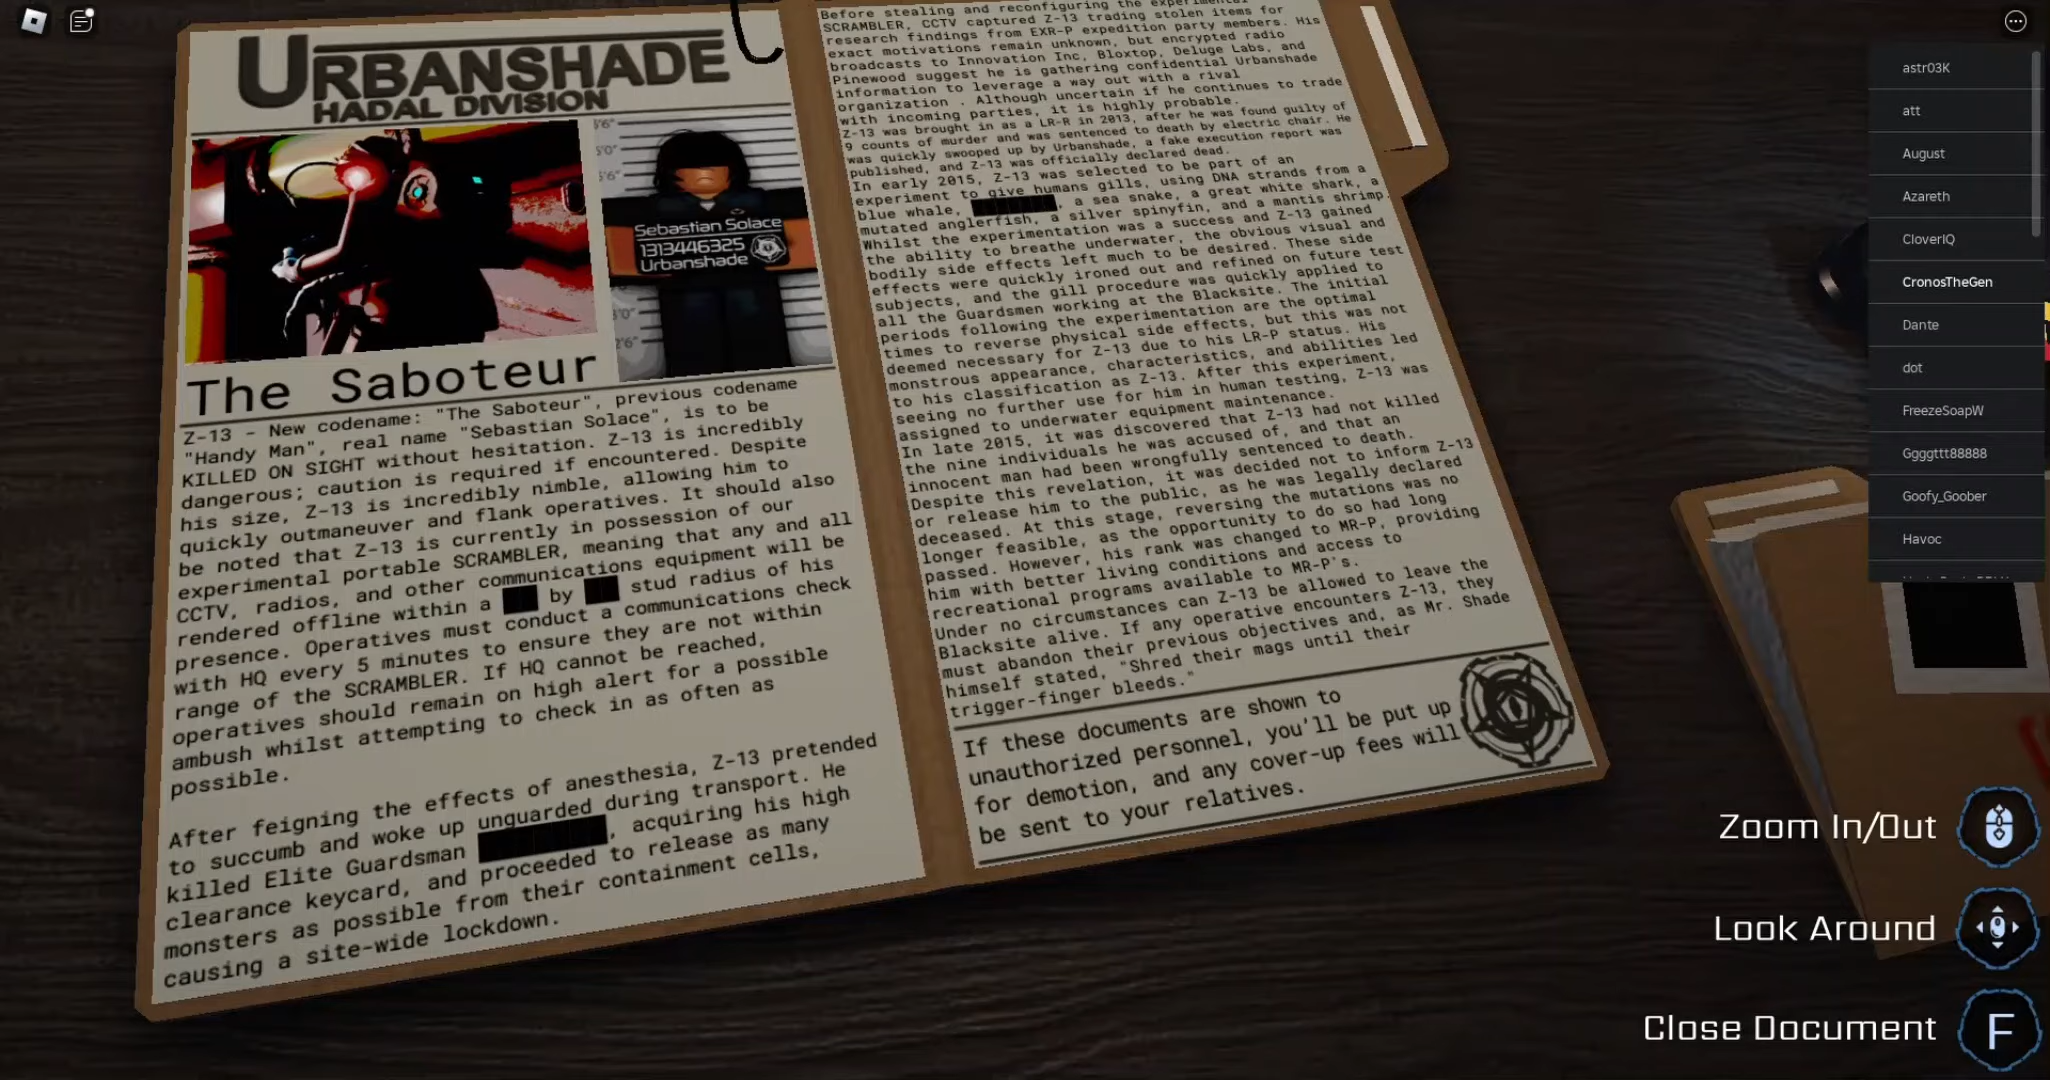 URBANSHADE
HADAL DIVISION
5'6"
5'0"
5'6"
Sebastian Solace
1313446325
Urbanshade
3'0"
2'6"
The Saboteur
Z-13 - New codename: "The Saboteur", previous codename
"Handy Man", real name "Sebastian Solace", is to be
KILLED ON SIGHT without hesitation. Z-13 is incredibly
dangerous; caution is required if encountered. Despite
his size, Z-13 is incredibly nimble, allowing him to
quickly outmaneuver and flank operatives. It should also
be noted that Z-13 is currently in possession of our
experimental portable SCRAMBLER, meaning that any and all
CCTV, radios, and other communications equipment will be
rendered offline within a by stud radius of his
presence. Operatives must conduct a communications check
with HQ every 5 minutes to ensure they are not within
range of the SCRAMBLER. If HQ cannot be reached,
operatives should remain on high alert for a possible
ambush whilst attempting to check in as often as
possible.
After feigning the effects of anesthesia, Z-13 pretended
to succumb and woke up unguarded during transport. He
killed Elite Guardsman , acquiring his high
clearance keycard, and proceeded to release as many
monsters as possible from their containment cells,
causing a site-wide lockdown.
Before stealing and reconfiguring the experimental
SCRAMBLER, CCTV captured Z-13 trading stolen items for
research findings from EXR-P expedition party members. His
exact motivations remain unknown, but encrypted radio
broadcasts to Innovation Inc, Bloxtop, Deluge Labs, and
Pinewood suggest he is gathering confidential Urbanshade
information to leverage a way out with a rival
organization . Although uncertain if he continues to trade
with incoming parties, it is highly probable.
Z-13 was brought in as a LR-R in 2013, after he was found guilty of
9 counts of murder and was sentenced to death by electric chair. He
was quickly swooped up by Urbanshade, a fake execution report was
published, and Z-13 was officially declared dead.
In early 2015, Z-13 was selected to be part of an
experiment to give humans gills, using DNA strands from a
blue whale, , a sea snake, a great white shark, a
mutated anglerfish, a silver spinyfin, and a mantis shrimp.
Whilst the experimentation was a success and Z-13 gained
the ability to breathe underwater, the obvious visual and
bodily side effects left much to be desired. These side
effects were quickly ironed out and refined on future test
subjects, and the gill procedure was quickly applied to
all the Guardsmen working at the Blacksite. The initial
periods following the experimentation are the optimal
times to reverse physical side effects, but this was not
deemed necessary for Z-13 due to his LR-P status. His
monstrous appearance, characteristics, and abilities led
to his classification as Z-13. After this experiment,
seeing no further use for him in human testing, Z-13 was
assigned to underwater equipment maintenance.
In late 2015, it was discovered that Z-13 had not killed
the nine individuals he was accused of, and that an
innocent man had been wrongfully sentenced to death.
Despite this revelation, it was decided not to inform Z-13
or release him to the public, as he was legally declared
deceased. At this stage, reversing the mutations was no
longer feasible, as the opportunity to do so had long
passed. However, his rank was changed to MR-P, providing
him with better living conditions and access to
recreational programs available to MR-P's.
Under no circumstances can Z-13 be allowed to leave the
Blacksite alive. If any operative encounters Z-13, they
must abandon their previous objectives and, as Mr. Shade
himself stated, "Shred their mags until their
trigger-finger bleeds."
If these documents are shown to
unauthorized personnel, you'll be put up
for demotion, and any cover-up fees will
be sent to your relatives.
astr03K
att
August
Azareth
CloverIQ
CronosTheGen
Dante
dot
FreezeSoapW
Ggggttt88888
Goofy_Goober
Havoc
Zoom In/Out
Look Around
Close Document
F